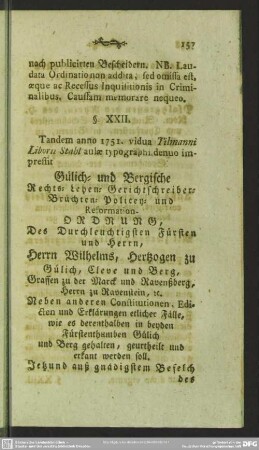 157
nach publicirten Bescheidern. NB. Lau-
data Ordinationon addita; sed omissa est,
æque ac Recessus Inquisitionis in Crimi-
nalibus. Caussam memorare nequeo.
§ XXII.
Tandem anno 1751. vidua Tilmanni
Liborii Stahl aulæ typographi denuo im-
pressit
Gülich- und Bergische
Rechts- Lehen- Gerichtschreiber-
Brüchten- Policey- und
Reformation-
ORDNUNG,
Des Durchleuchtigsten Fürsten
und Herrn,
Herrn Wilhelms, Hertzogen zu
Gülich, Cleve und Berg,
Graffen zu der Marck und Ravenßberg,
Herrn zu Ravenstein, ꝛc.
Neben anderen Constitutionen, Edi-
cten und Erklärungen etlicher Fälle,
wie es derenthalben in beyden
Fürstenthumben Gülich
und Berg gehalten, geurtheilt und
erkant werden soll.
Jetzund auß gnädigstem Befelch
des